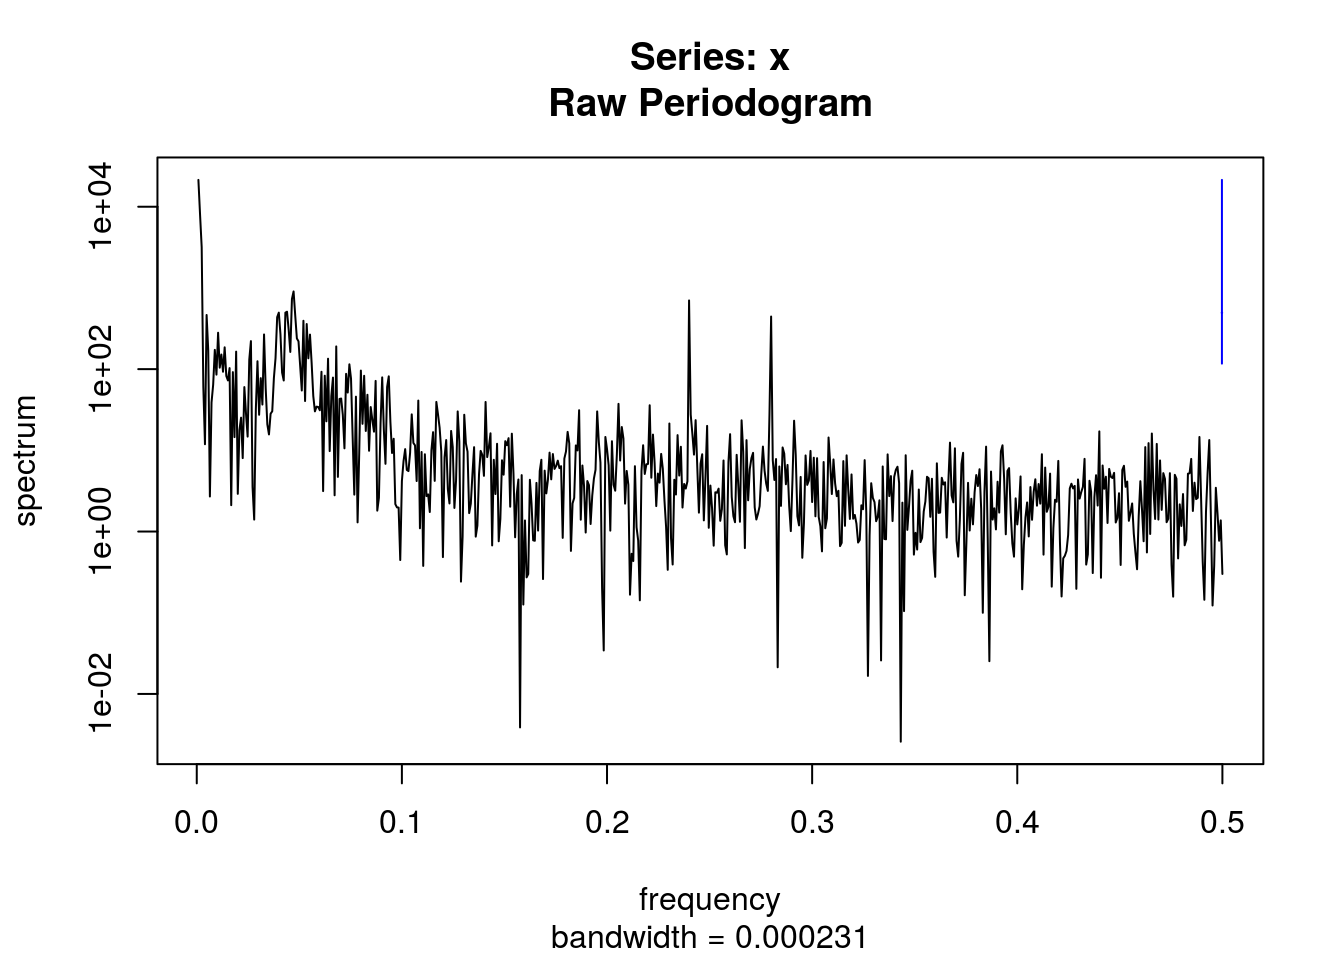 Series: x
Raw Periodogram
spectrum
1e+04
1e+02
1e+00
1e-02
0.0 0.1 0.2 0.3 0.4 0.5
frequency
bandwidth = 0.000231